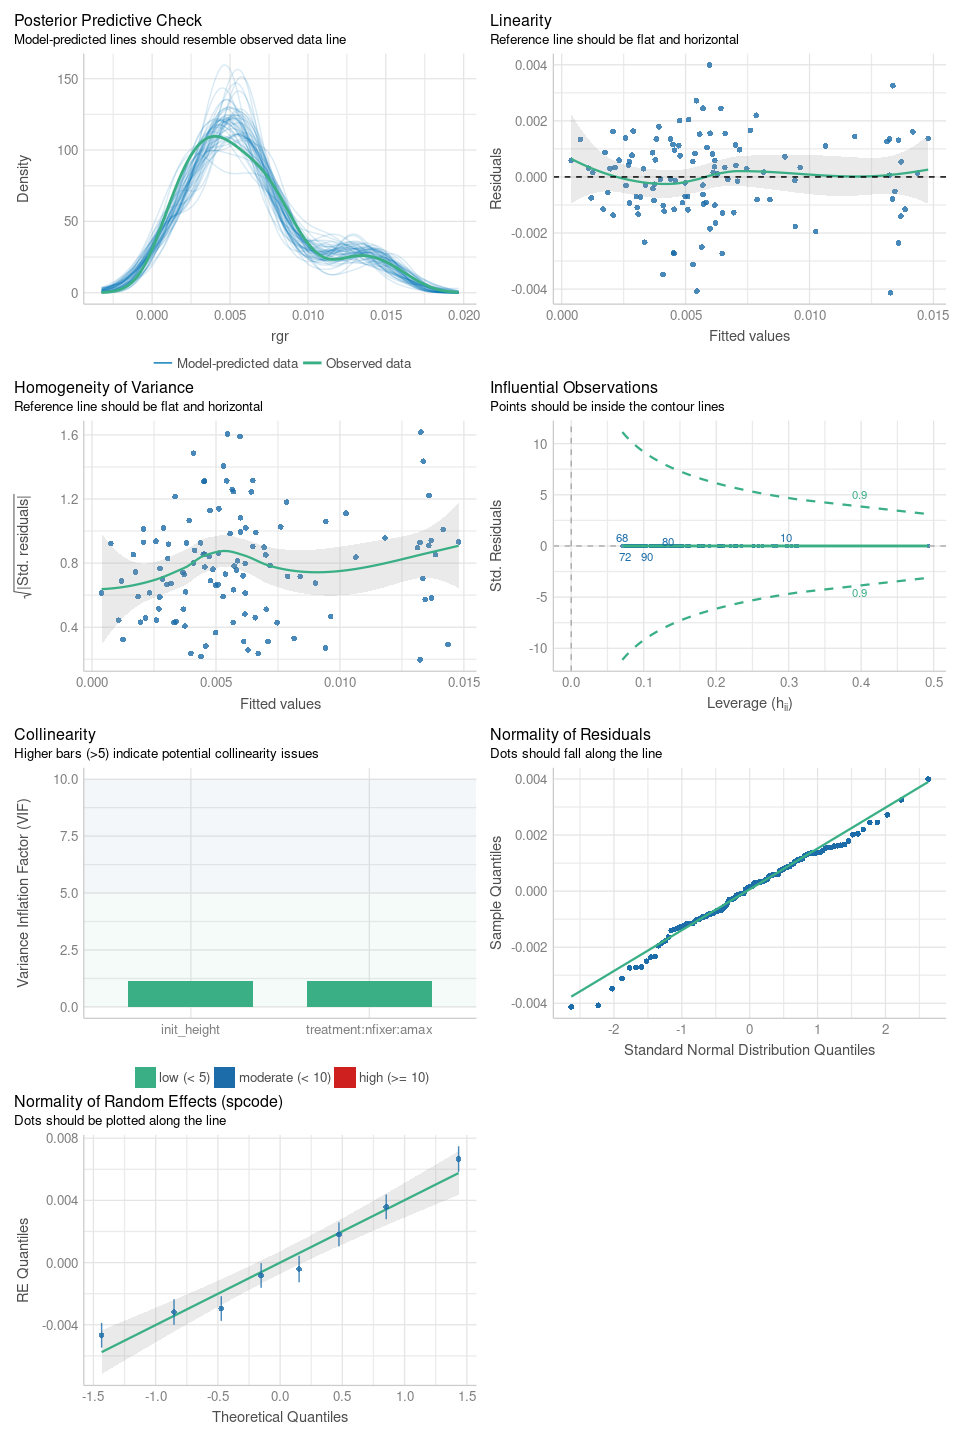 Posterior Predictive Check
Model-predicted lines should resemble observed data line
150
100
50
0
Density
0.000 0.005 0.010 0.015 0.020
rgr
Model-predicted data Observed data
Linearity
Reference line should be flat and horizontal
0.004
0.002
0.000
-0.002
-0.004
Residuals
0.000 0.005 0.010 0.015
Fitted values
Homogeneity of Variance
Reference line should be flat and horizontal
1.6
1.2
0.8
0.4
√|Std. residuals|
0.000 0.005 0.010 0.015
Fitted values
Influential Observations
Points should be inside the contour lines
10
5
0
-5
-10
Std. Residuals
0.9
68 80 10
72 90
0.9
0.0 0.1 0.2 0.3 0.4 0.5
Leverage (hii)
Collinearity
Higher bars (>5) indicate potential collinearity issues
10.0
7.5
5.0
2.5
0.0
Variance Inflation Factor (VIF)
init_height treatment:nfixer:amax
low (< 5) moderate (< 10) high (>= 10)
Normality of Residuals
Dots should fall along the line
0.004
0.002
0.000
-0.002
-0.004
Sample Quantiles
-2 -1 0 1 2
Standard Normal Distribution Quantiles
Normality of Random Effects (spcode)
Dots should be plotted along the line
0.008
0.004
0.000
-0.004
RE Quantiles
-1.5 -1.0 -0.5 0.0 0.5 1.0 1.5
Theoretical Quantiles